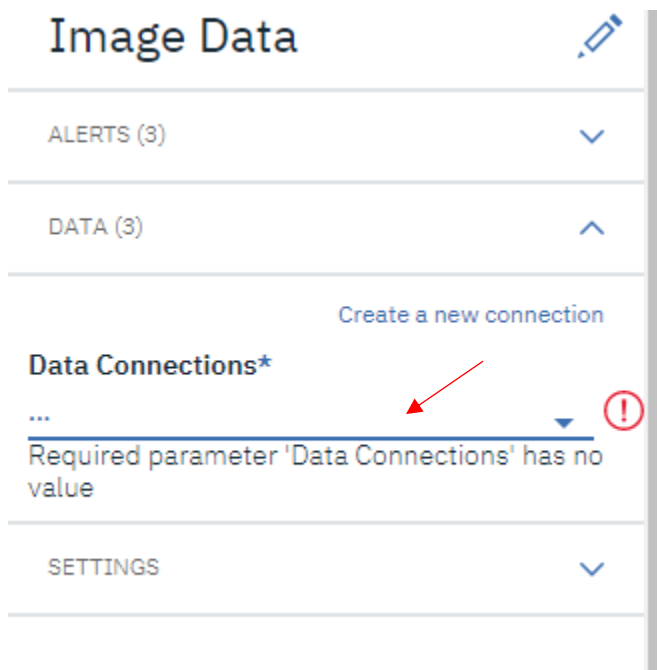 Image Data
ALERTS (3)
DATA (3)
Create a new connection
Data Connections*
...
Required parameter 'Data Connections' has no
value
SETTINGS